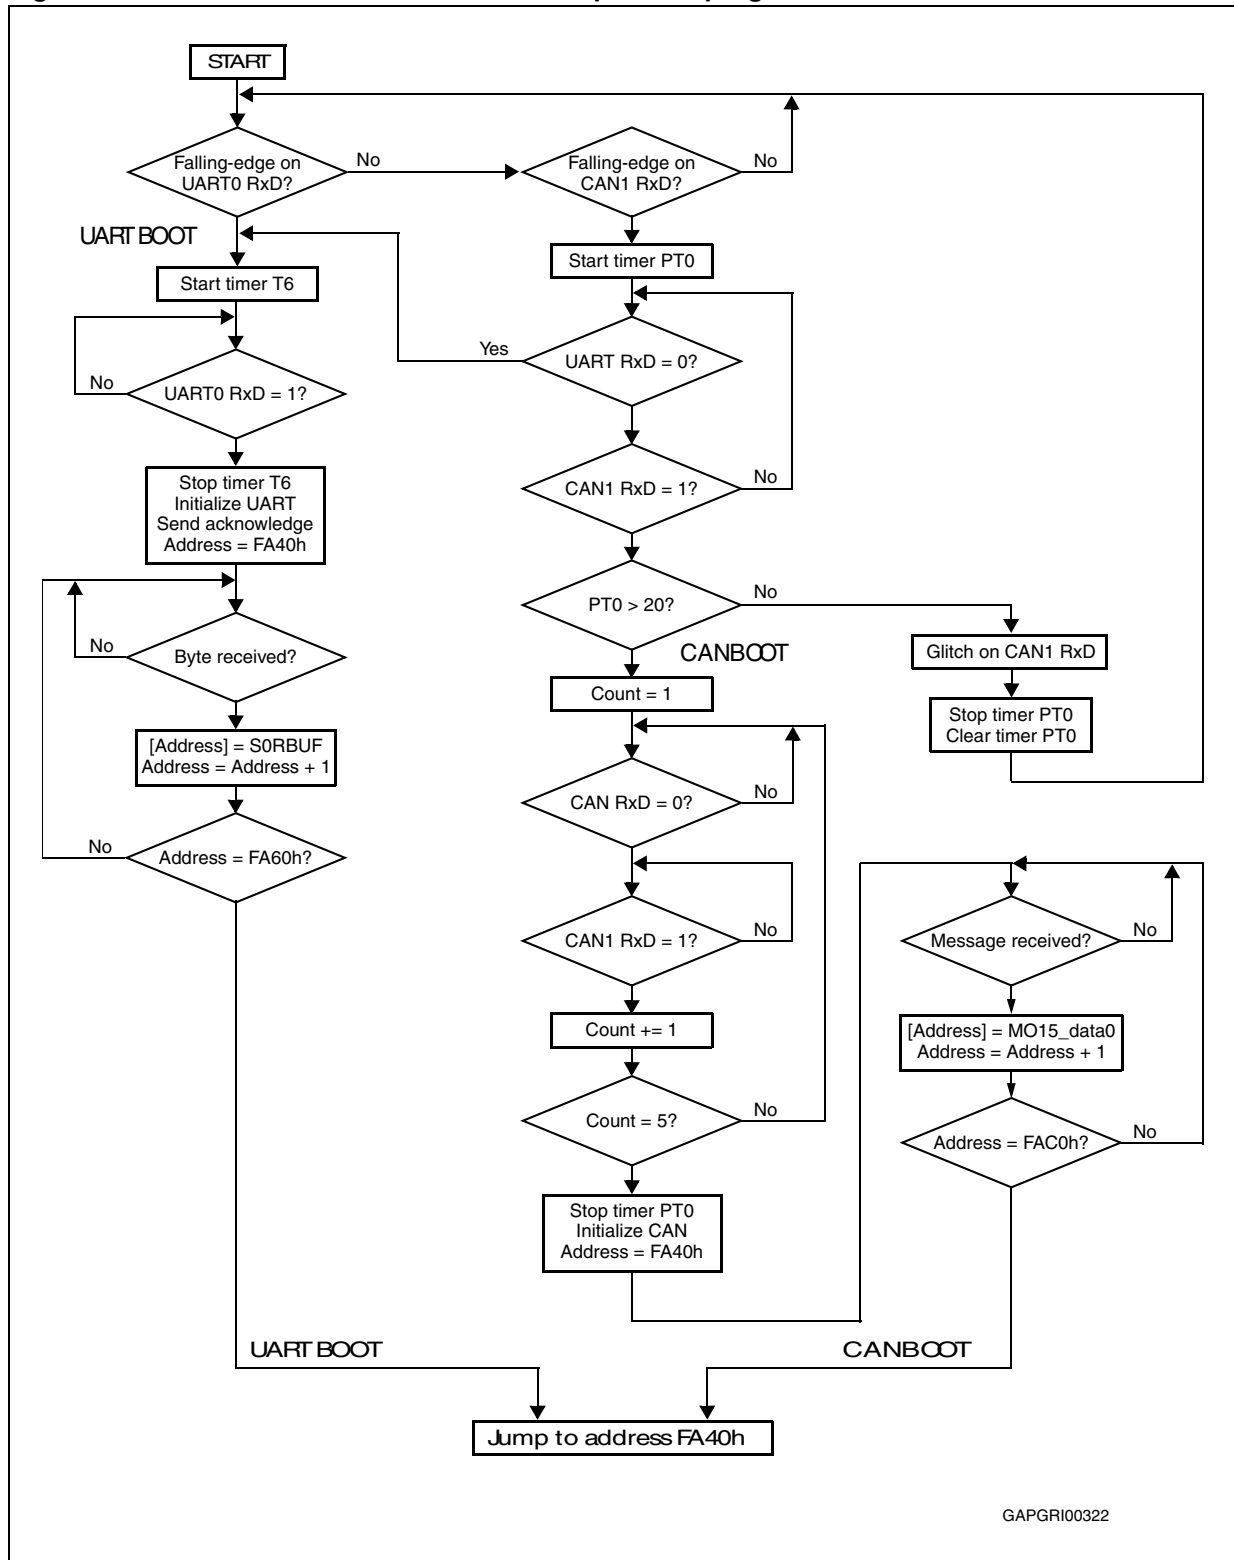 START
Falling-edge on
UART0 RxD?
No
Falling-edge on
CAN1 RxD?
No
UART BOOT
Start timer T6
Start timer PT0
Yes
UART RxD = 0?
No
UART0 RxD = 1?
CAN1 RxD = 1?
No
Stop timer T6
Initialize UART
Send acknowledge
Address = FA40h
PT0 > 20?
No
No
Byte received?
CANBOOT
Glitch on CAN1 RxD
Count = 1
Stop timer PT0
Clear timer PT0
[Address] = S0RBUF
Address = Address + 1
CAN RxD = 0?
No
No
Address = FA60h?
CAN1 RxD = 1?
No
Message received?
No
Count += 1
[Address] = MO15_data0
Address = Address + 1
Count = 5?
No
Address = FAC0h?
No
Stop timer PT0
Initialize CAN
Address = FA40h
UART BOOT
CANBOOT
Jump to address FA40h
GAPGRI00322